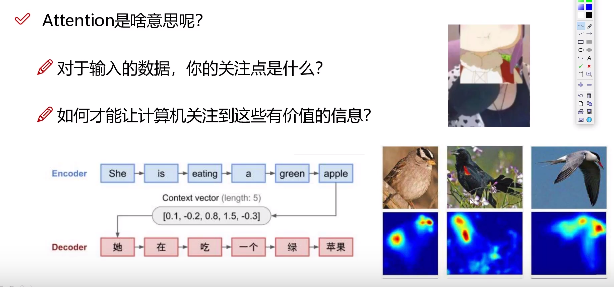 Attention是啥意思呢?
对于输入的数据，你的关注点是什么?
如何才能让计算机关注到这些有价值的信息?
Encoder She is eating a green apple
Context vector (length: 5)
[0.1, -0.2, 0.8, 1.5, -0.3]
Decoder 她 在 吃 一个 绿 苹果